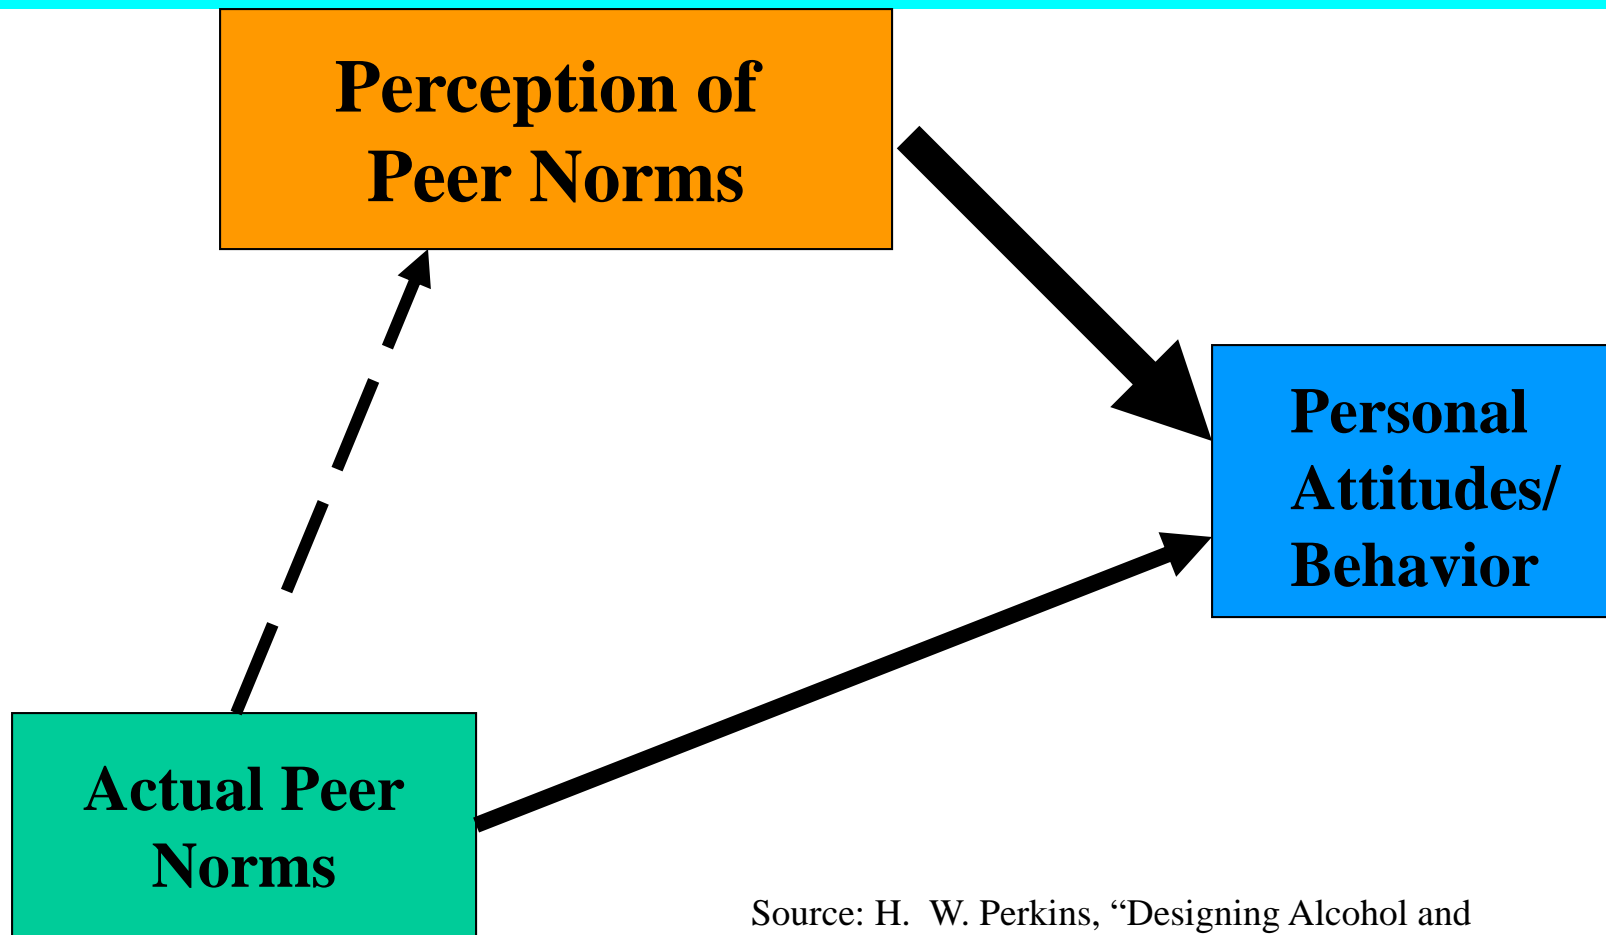 Perception of
Peer Norms
Personal
Attitudes/
Behavior
Actual Peer
Norms
Source: H. W. Perkins, “Designing Alcohol and